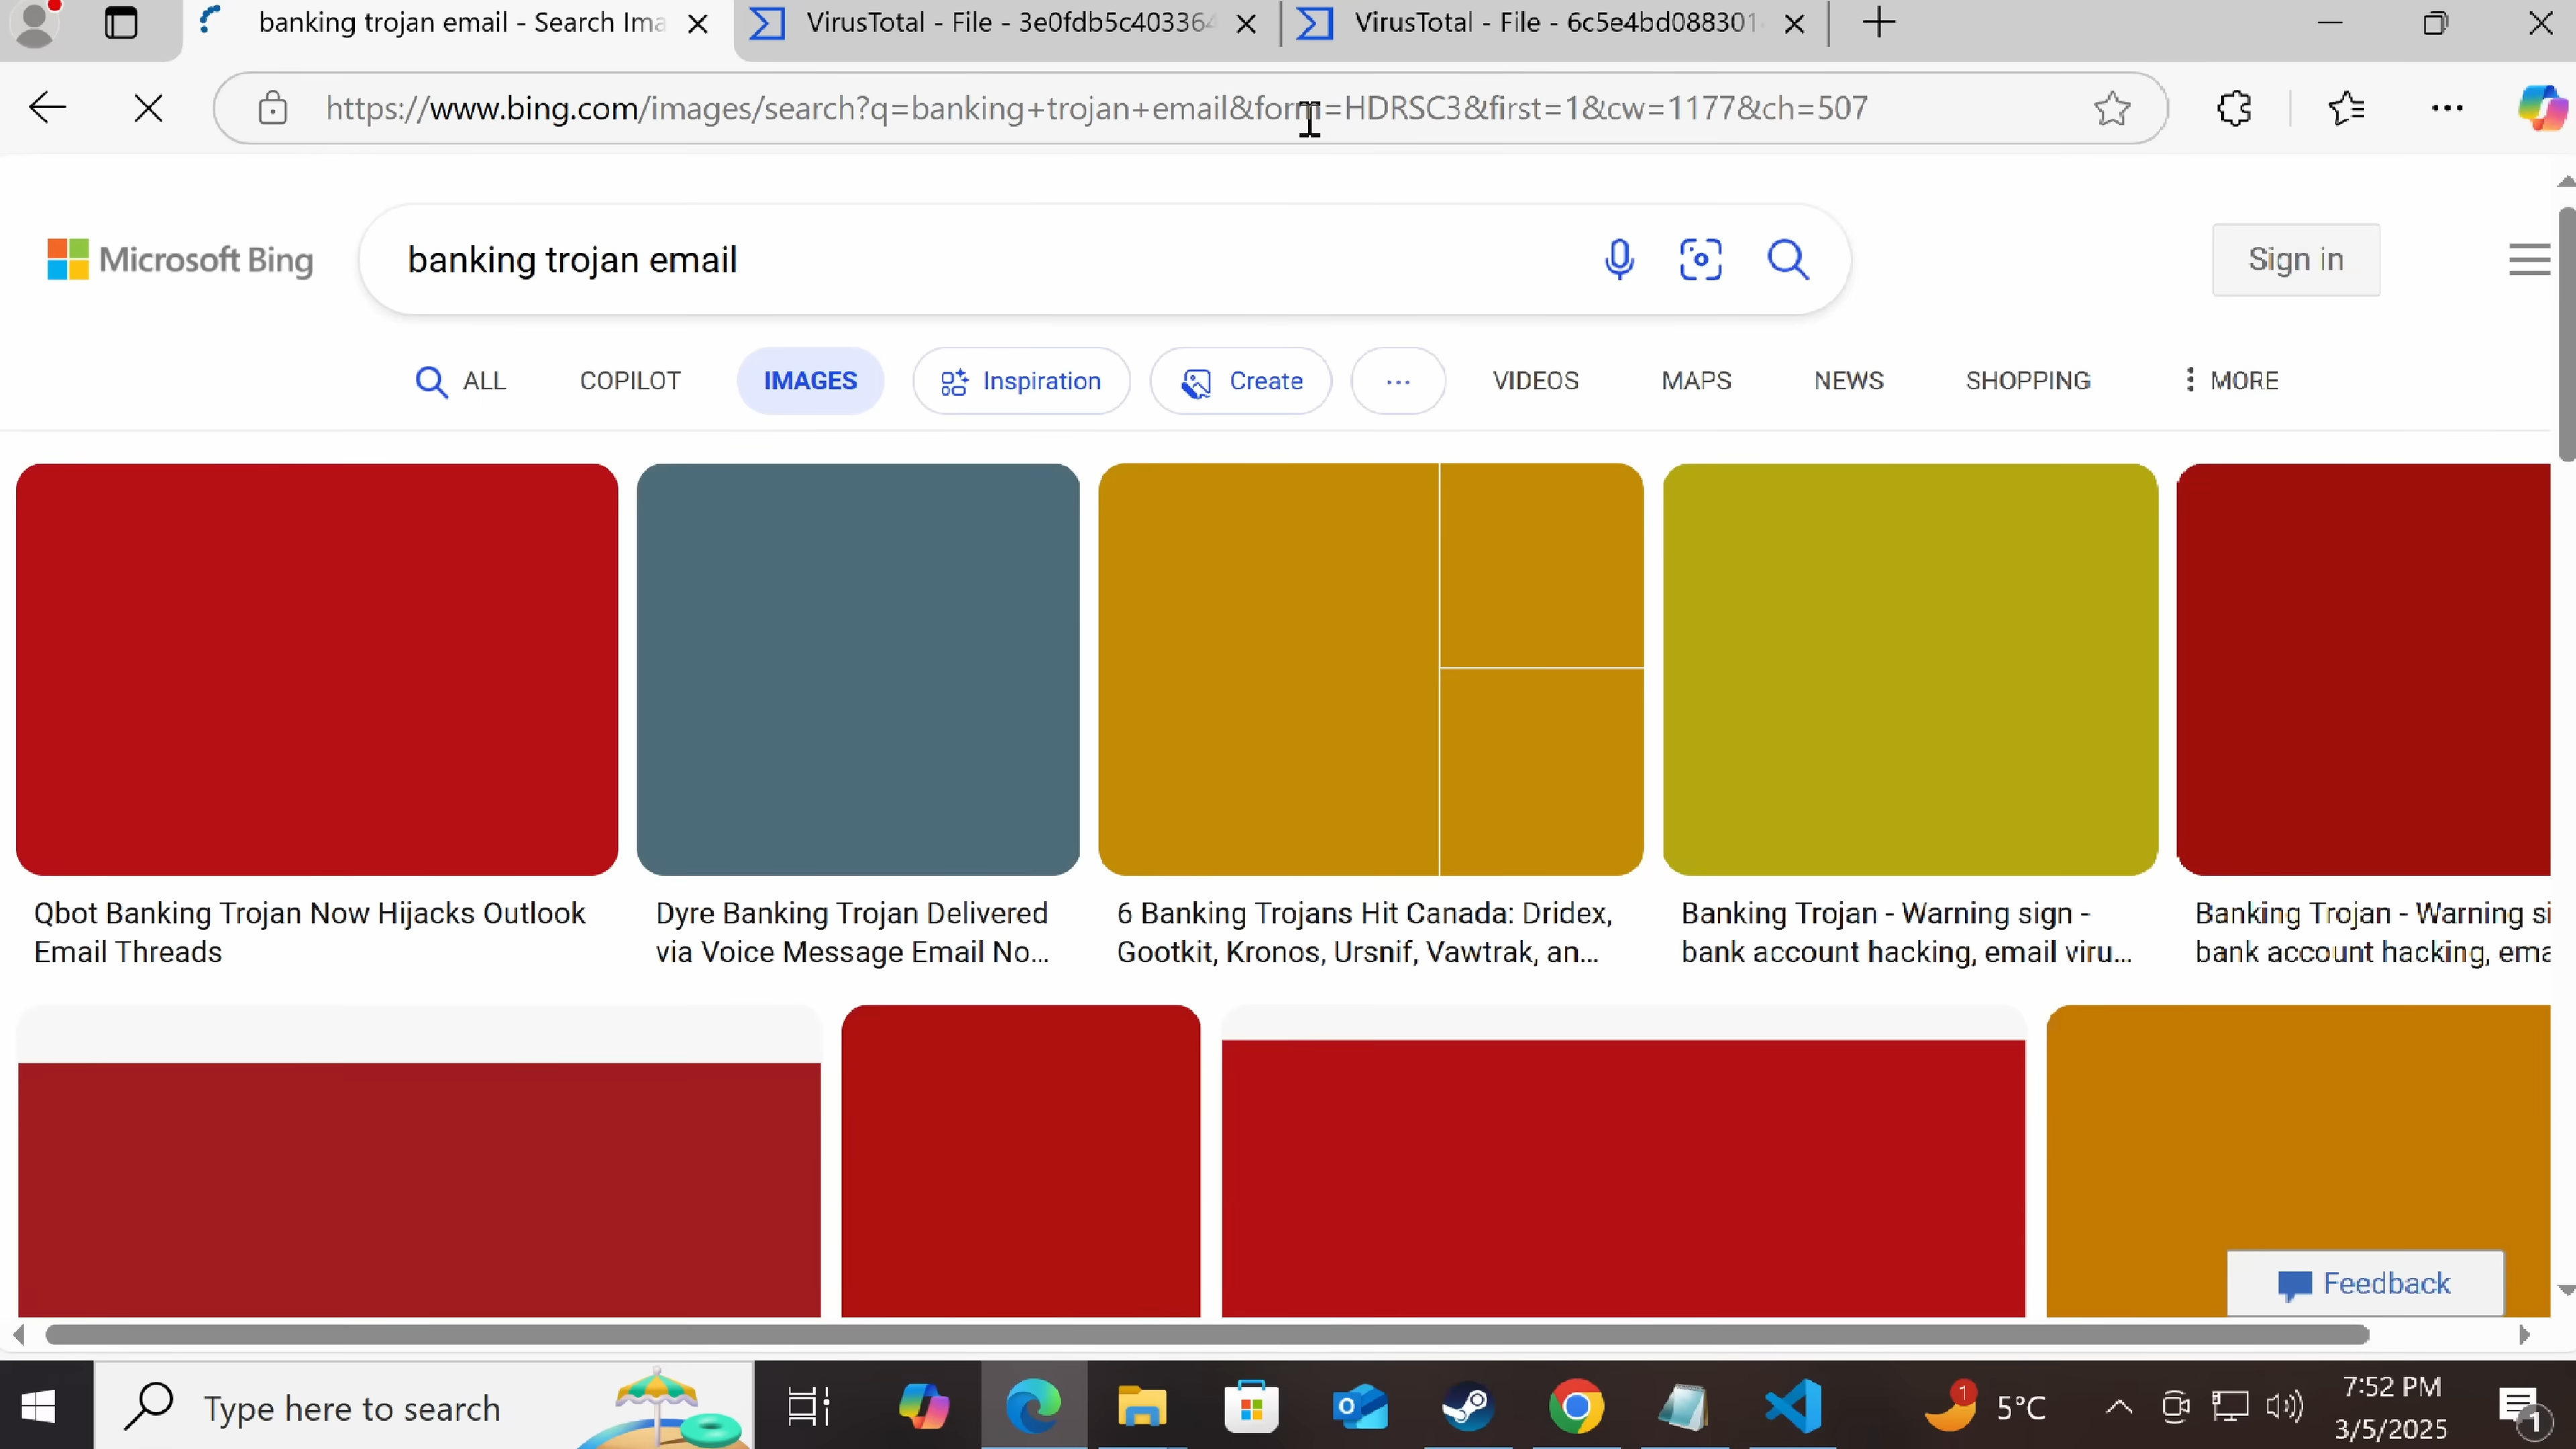 banking trojan email - Search Ima
VirusTotal - File - 3e0fdb5c403364
VirusTotal - File - 6c5e4bd088301
https://www.bing.com/images/search?q=banking+trojan+email&form=HDRSC3&first=1&cw=1177&ch=507
Microsoft Bing
banking trojan email
Sign in
ALL
COPILOT
IMAGES
Inspiration
Create
...
VIDEOS
MAPS
NEWS
SHOPPING
MORE
Qbot Banking Trojan Now Hijacks Outlook
Email Threads
Dyre Banking Trojan Delivered
via Voice Message Email No...
6 Banking Trojans Hit Canada: Dridex,
Gootkit, Kronos, Ursnif, Vawtrak, an...
Banking Trojan - Warning sign -
bank account hacking, email viru...
Banking Trojan - Warning si
bank account hacking, ema
Feedback
Type here to search
1
5°C
7:52 PM
3/5/2025
1